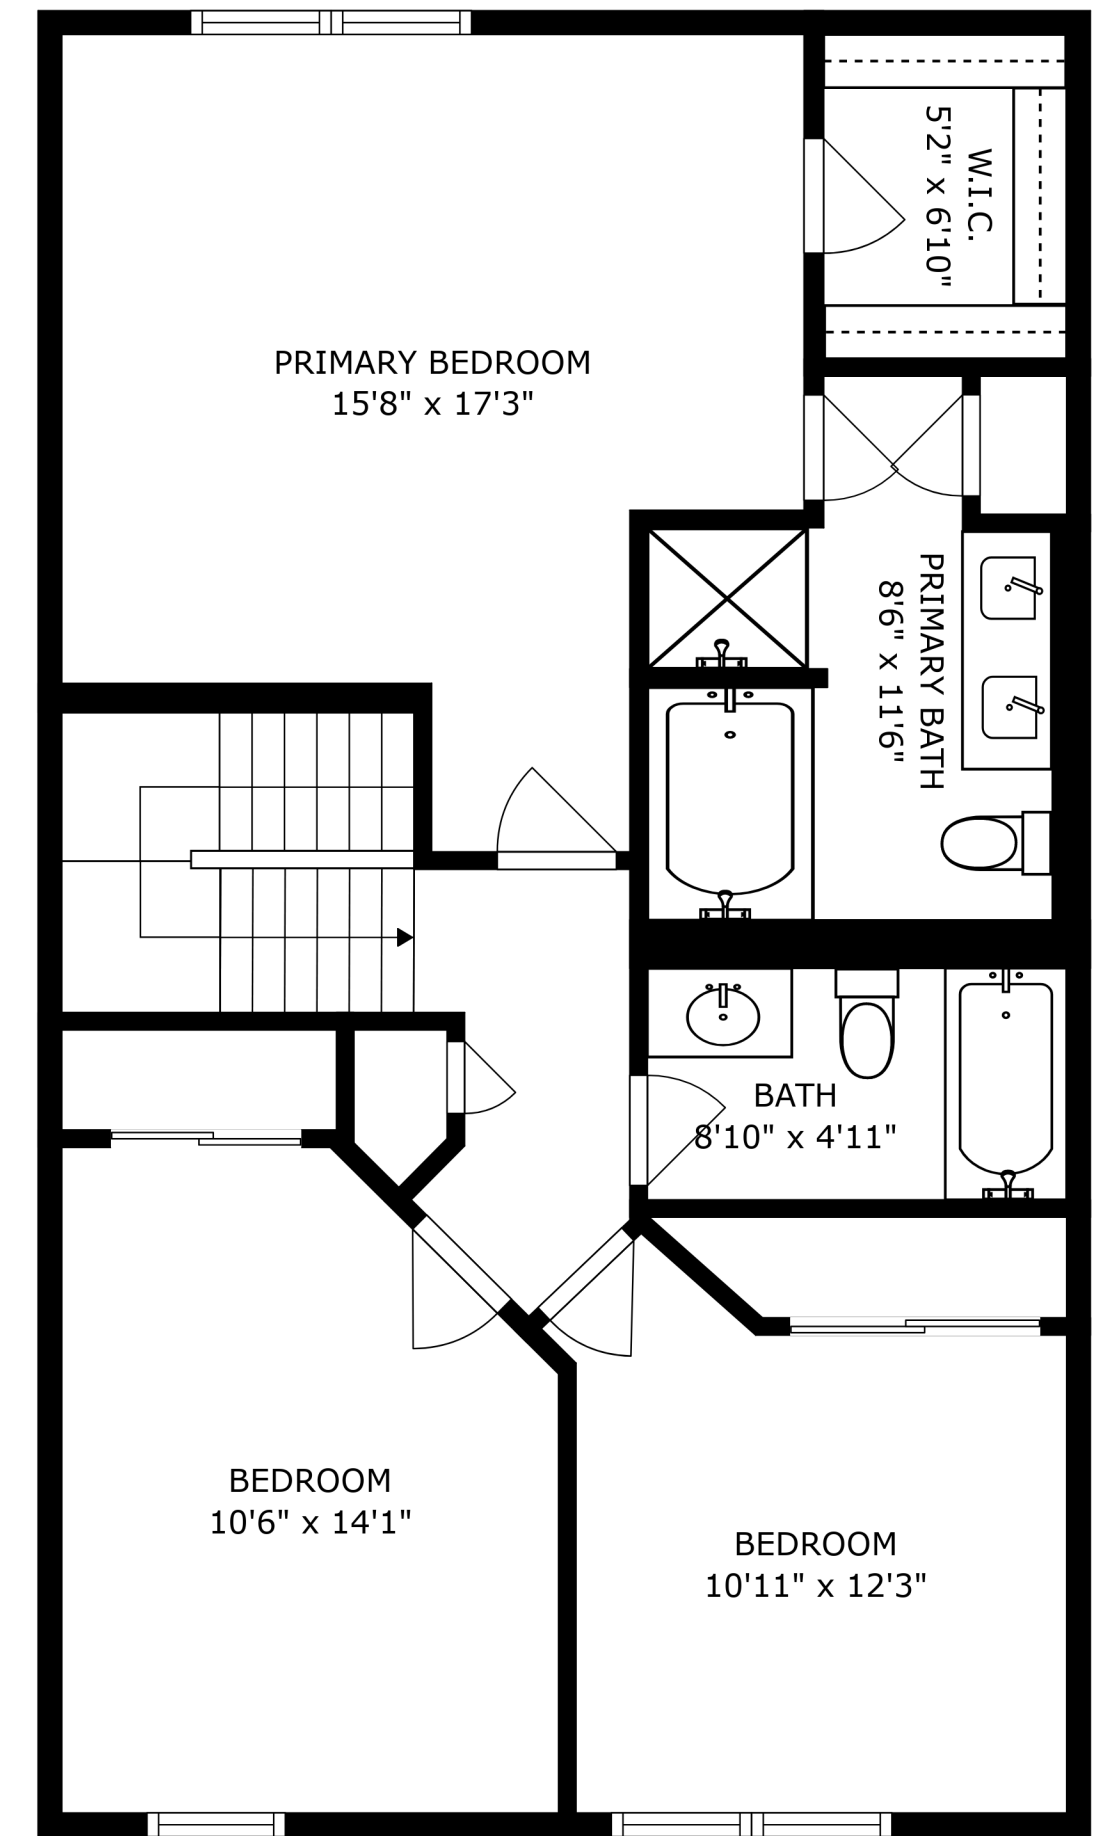 W.I.C.
5'2" x 6'10"
PRIMARY BEDROOM
15'8" x 17'3"
PRIMARY BATH
8'6" x 11'6"
BATH
8'10" x 4'11"
BEDROOM
10'6" x 14'1"
BEDROOM
10'11" x 12'3"